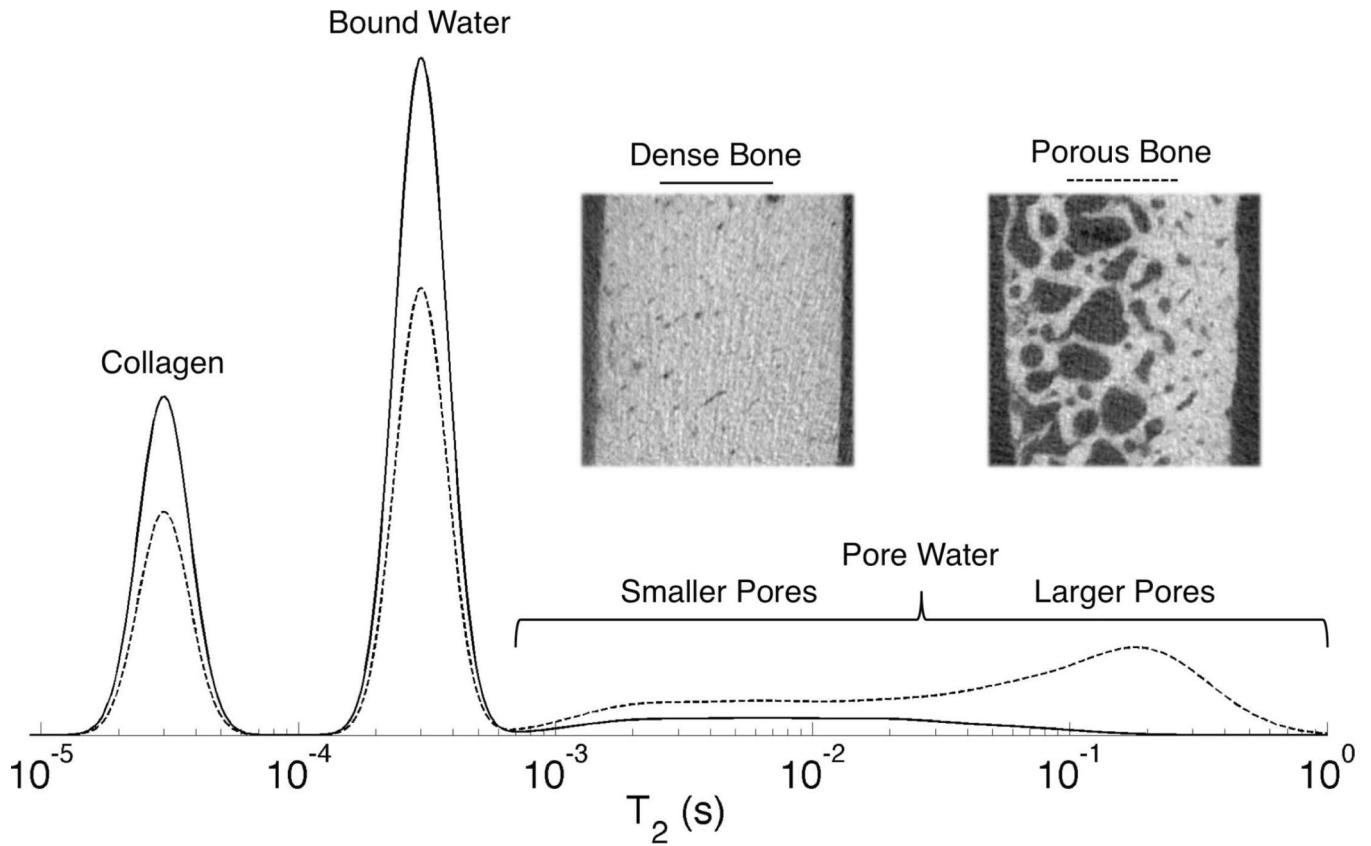 Bound Water
Dense Bone
Porous Bone
Collagen
Pore Water
Smaller Pores
Larger Pores
10^-5
10^-4
10^-3
10^-2
10^-1
10^0
T_2 (s)